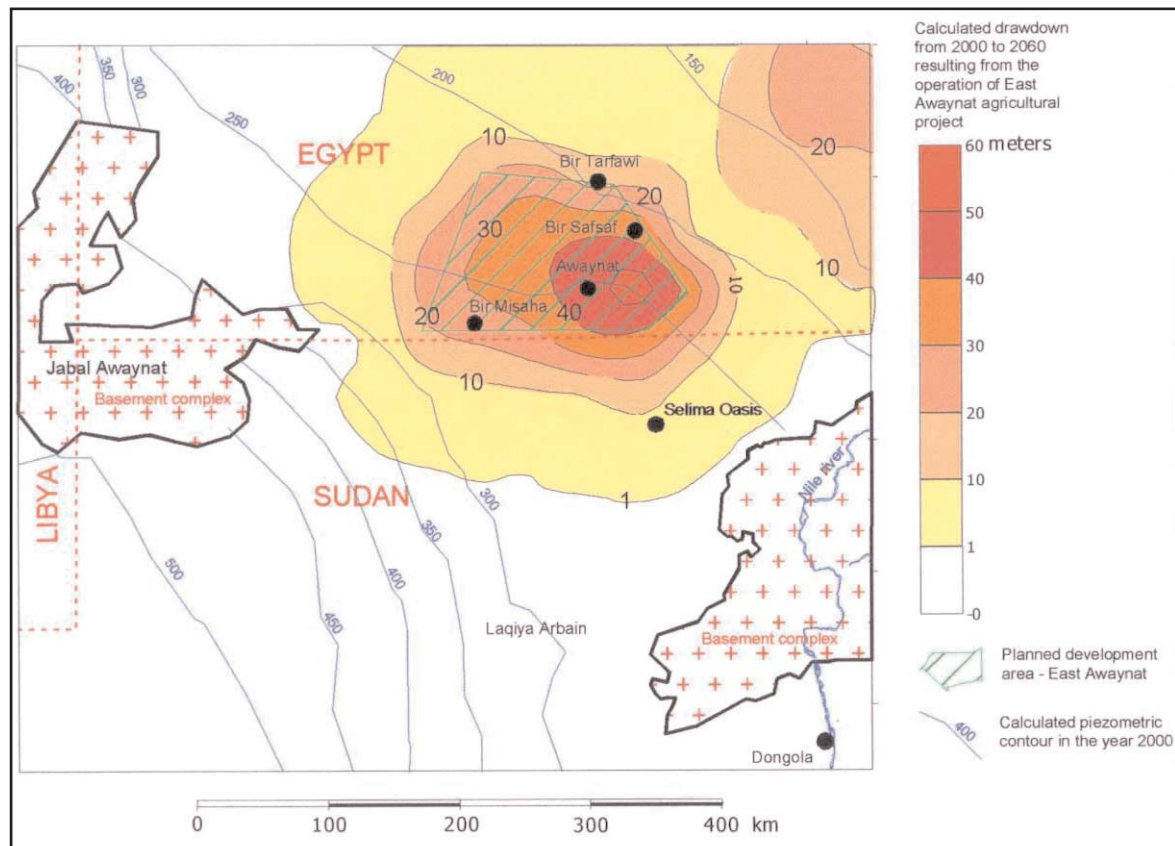 Calculated drawdown
from 2000 to 2060
resulting from the
operation of East
Awaynat agricultural
project
60 meters
50
40
30
20
10
1
-0
Planned development
area - East Awaynat
400
Calculated piezometric
contour in the year 2000
400
350
300
250
200
150
EGYPT
10
Bir Tarfawi
20
20
30
Bir Safsaf
Awaynat
10
10
20
Bir Misaha
40
Jabal Awaynat
Basement complex
10
Selima Oasis
LIBYA
SUDAN
300
1
Nile river
350
500
400
450
Laqiya Arbain
Basement complex
Dongola
0 100 200 300 400 km